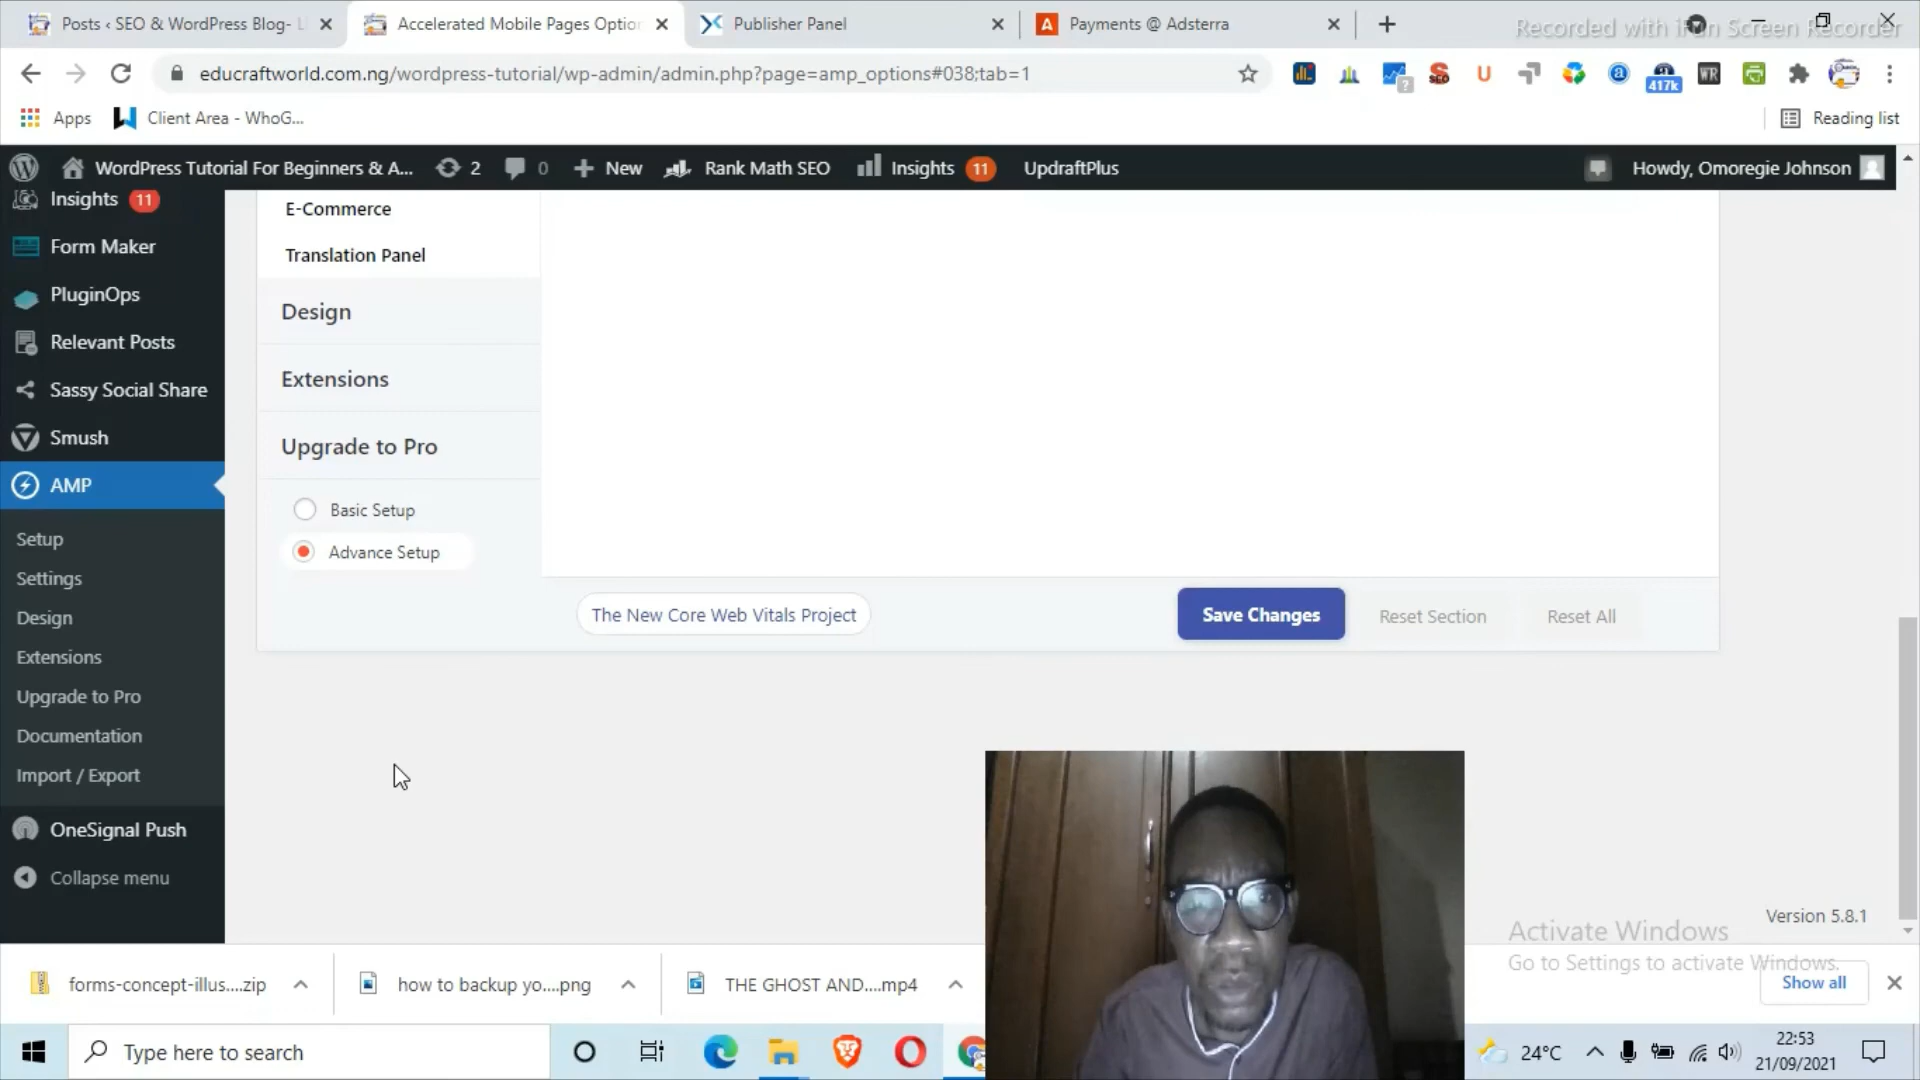 Posts ‹ SEO & WordPress Blog- L
Accelerated Mobile Pages Option
Publisher Panel
Payments @ Adsterra
Recorded with iFun Screen Recorder
educraftworld.com.ng/wordpress-tutorial/wp-admin/admin.php?page=amp_options#038;tab=1
SEO
U
417k
WR
Apps
Client Area - WhoG...
Reading list
WordPress Tutorial For Beginners & A...
2
0
New
Rank Math SEO
Insights 11
UpdraftPlus
Howdy, Omoregie Johnson
Insights 11
Form Maker
PluginOps
Relevant Posts
Sassy Social Share
Smush
AMP
Setup
Settings
Design
Extensions
Upgrade to Pro
Documentation
Import / Export
OneSignal Push
Collapse menu
E-Commerce
Translation Panel
Design
Extensions
Upgrade to Pro
Basic Setup
Advance Setup
The New Core Web Vitals Project
Save Changes
Reset Section
Reset All
Version 5.8.1
Activate Windows
Go to Settings to activate Windows.
forms-concept-illus....zip
how to backup yo....png
THE GHOST AND....mp4
Show all
Type here to search
24°C
22:53
21/09/2021